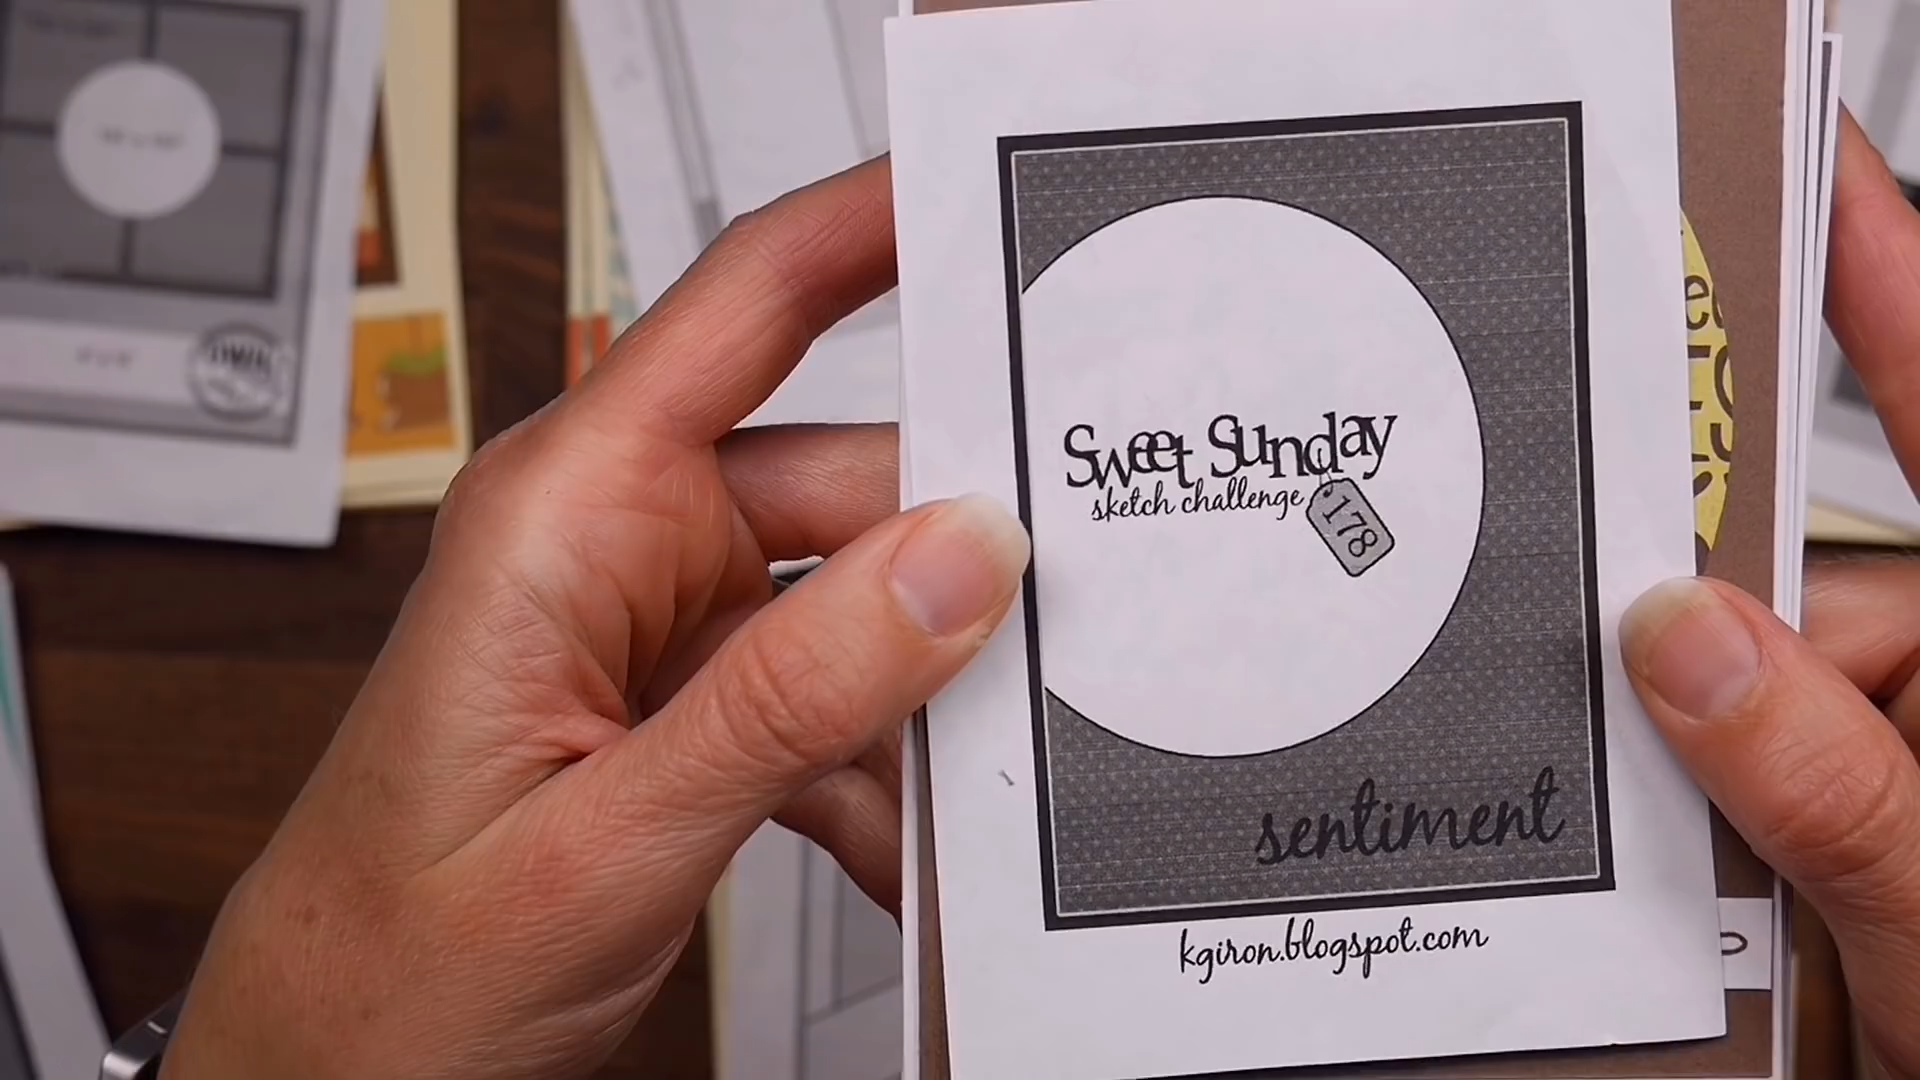 Sweet Sunday
sketch challenge
178
sentiment
kgiron.blogspot.com